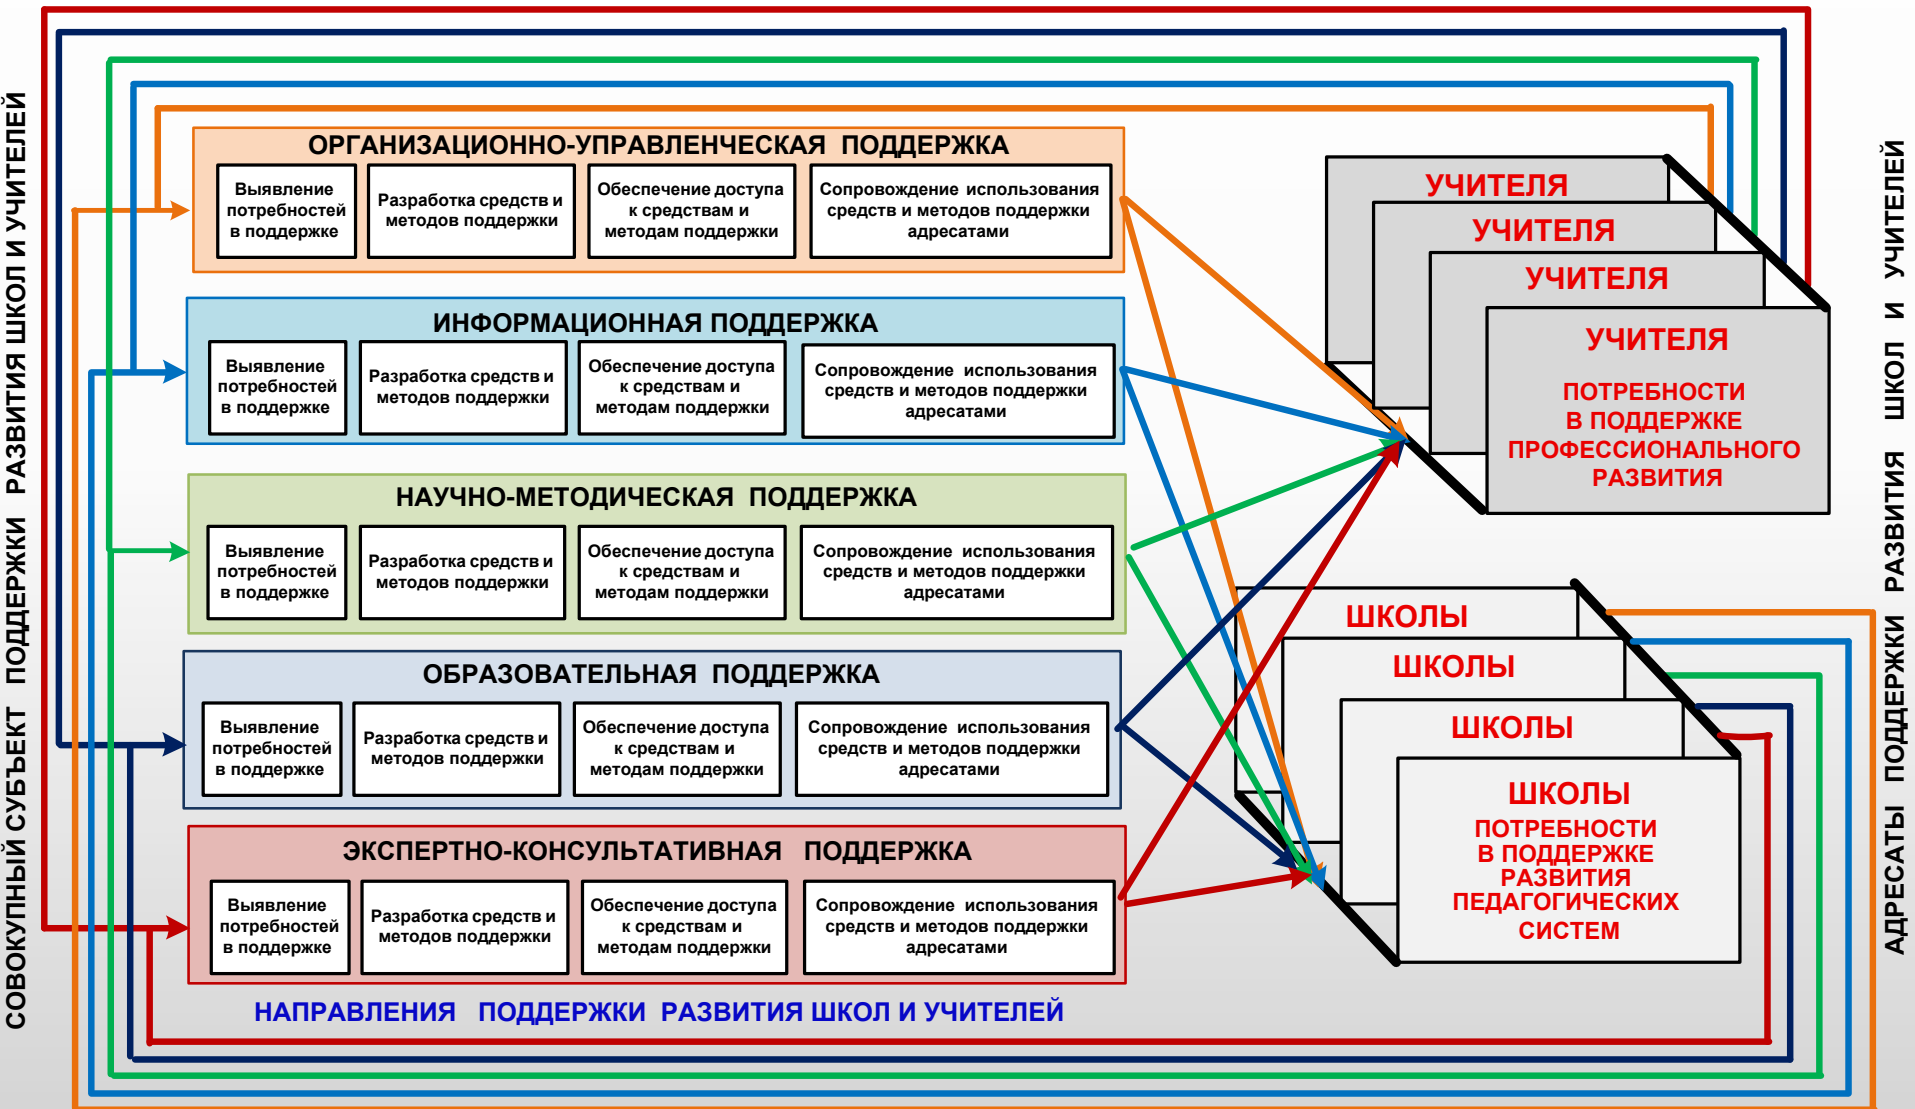 СОВОКУПНЫЙ СУБЪЕКТ ПОДДЕРЖКИ РАЗВИТИЯ ШКОЛ И УЧИТЕЛЕЙ
ОРГАНИЗАЦИОННО-УПРАВЛЕНЧЕСКАЯ ПОДДЕРЖКА
Выявление
потребностей
в поддержке
Разработка средств и
методов поддержки
Обеспечение доступа
к средствам и
методам поддержки
Сопровождение использования
средств и методов поддержки
адресатами
ИНФОРМАЦИОННАЯ ПОДДЕРЖКА
Выявление
потребностей
в поддержке
Разработка средств и
методов поддержки
Обеспечение доступа
к средствам и
методам поддержки
Сопровождение использования
средств и методов поддержки
адресатами
НАУЧНО-МЕТОДИЧЕСКАЯ ПОДДЕРЖКА
Выявление
потребностей
в поддержке
Разработка средств и
методов поддержки
Обеспечение доступа
к средствам и
методам поддержки
Сопровождение использования
средств и методов поддержки
адресатами
ОБРАЗОВАТЕЛЬНАЯ ПОДДЕРЖКА
Выявление
потребностей
в поддержке
Разработка средств и
методов поддержки
Обеспечение доступа
к средствам и
методам поддержки
Сопровождение использования
средств и методов поддержки
адресатами
ЭКСПЕРТНО-КОНСУЛЬТАТИВНАЯ ПОДДЕРЖКА
Выявление
потребностей
в поддержке
Разработка средств и
методов поддержки
Обеспечение доступа
к средствам и
методам поддержки
Сопровождение использования
средств и методов поддержки
адресатами
НАПРАВЛЕНИЯ ПОДДЕРЖКИ РАЗВИТИЯ ШКОЛ И УЧИТЕЛЕЙ
УЧИТЕЛЯ
УЧИТЕЛЯ
УЧИТЕЛЯ
УЧИТЕЛЯ
ПОТРЕБНОСТИ
В ПОДДЕРЖКЕ
ПРОФЕССИОНАЛЬНОГО
РАЗВИТИЯ
ШКОЛЫ
ШКОЛЫ
ШКОЛЫ
ШКОЛЫ
ПОТРЕБНОСТИ
В ПОДДЕРЖКЕ
РАЗВИТИЯ
ПЕДАГОГИЧЕСКИХ
СИСТЕМ
АДРЕСАТЫ ПОДДЕРЖКИ РАЗВИТИЯ ШКОЛ И УЧИТЕЛЕЙ